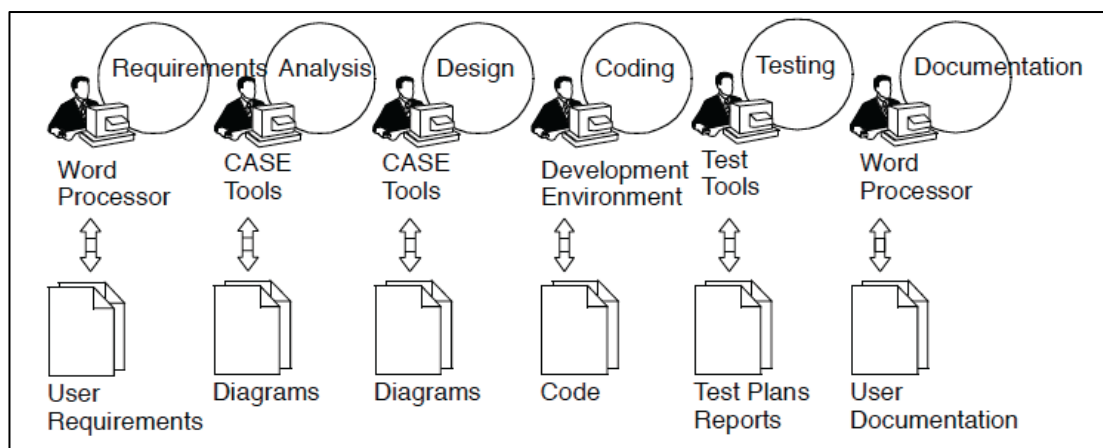 Requirements
Analysis
Design
Coding
Testing
Documentation
Word
Processor
CASE
Tools
CASE
Tools
Development
Environment
Test
Tools
Word
Processor
User
Requirements
Diagrams
Diagrams
Code
Test Plans
Reports
User
Documentation